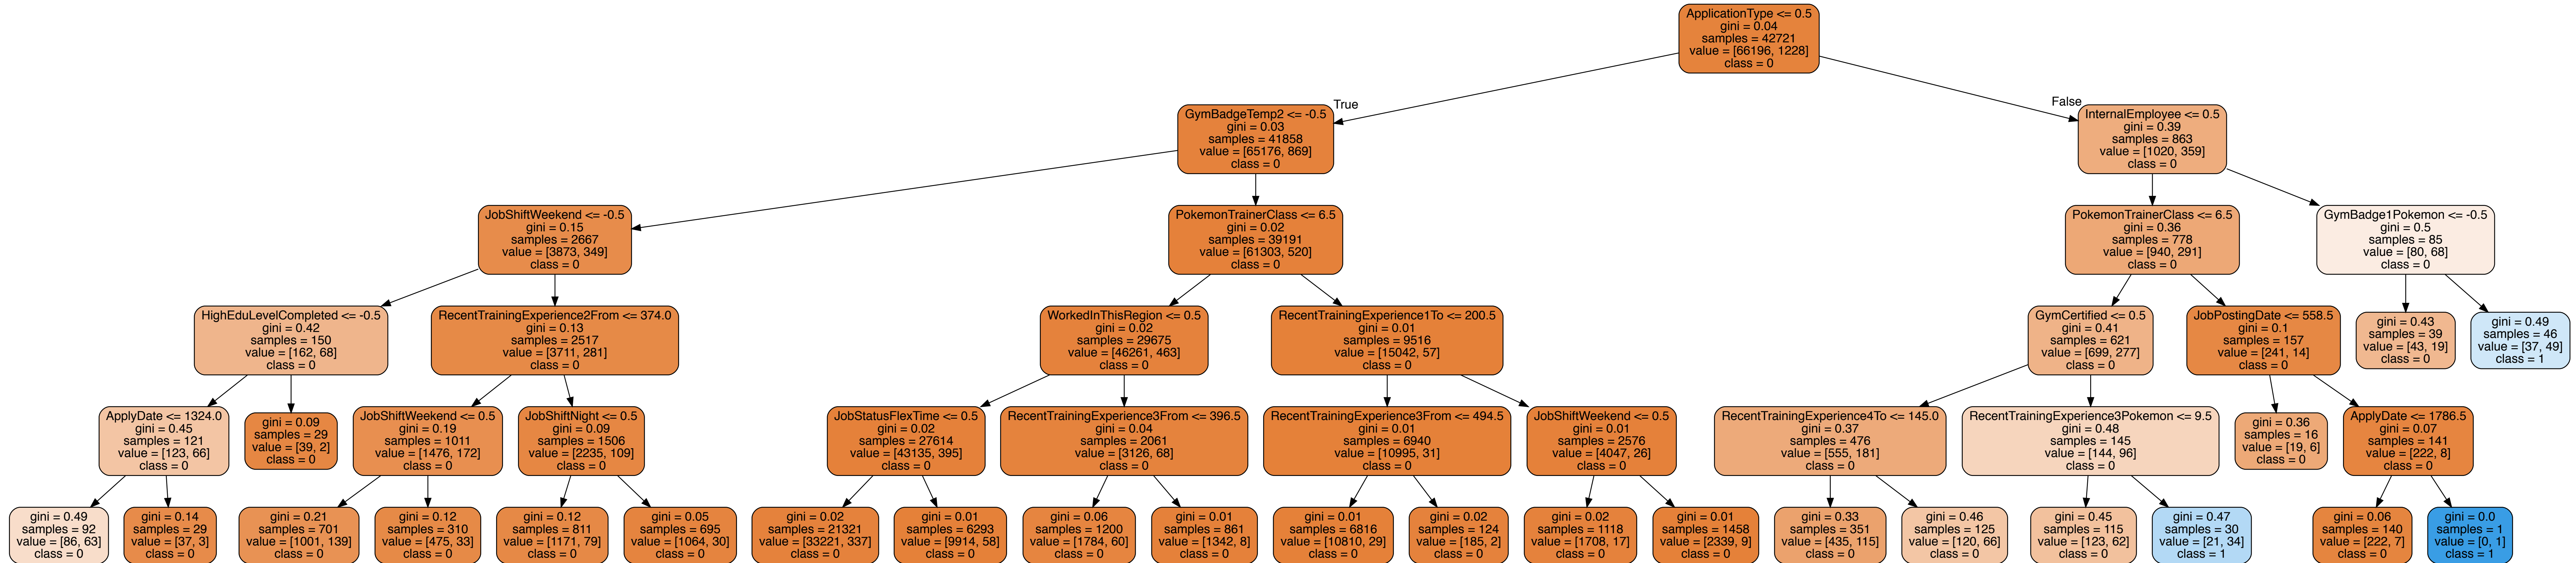 ApplicationType <= 0.5
gini = 0.04
samples = 42721
value = [66196, 1228]
class = 0
True
False
GymBadgeTemp2 <= -0.5
gini = 0.03
samples = 41858
value = [65176, 869]
class = 0
InternalEmployee <= 0.5
gini = 0.39
samples = 863
value = [1020, 359]
class = 0
JobShiftWeekend <= -0.5
gini = 0.15
samples = 2667
value = [3873, 349]
class = 0
PokemonTrainerClass <= 6.5
gini = 0.02
samples = 39191
value = [61303, 520]
class = 0
PokemonTrainerClass <= 6.5
gini = 0.36
samples = 778
value = [940, 291]
class = 0
GymBadge1Pokemon <= -0.5
gini = 0.5
samples = 85
value = [80, 68]
class = 0
HighEduLevelCompleted <= -0.5
gini = 0.42
samples = 150
value = [162, 68]
class = 0
RecentTrainingExperience2From <= 374.0
gini = 0.13
samples = 2517
value = [3711, 281]
class = 0
WorkedInThisRegion <= 0.5
gini = 0.02
samples = 29675
value = [46261, 463]
class = 0
RecentTrainingExperience1To <= 200.5
gini = 0.01
samples = 9516
value = [15042, 57]
class = 0
GymCertified <= 0.5
gini = 0.41
samples = 621
value = [699, 277]
class = 0
JobPostingDate <= 558.5
gini = 0.1
samples = 157
value = [241, 14]
class = 0
gini = 0.43
samples = 39
value = [43, 19]
class = 0
gini = 0.49
samples = 46
value = [37, 49]
class = 1
ApplyDate <= 1324.0
gini = 0.45
samples = 121
value = [123, 66]
class = 0
gini = 0.09
samples = 29
value = [39, 2]
class = 0
JobShiftWeekend <= 0.5
gini = 0.19
samples = 1011
value = [1476, 172]
class = 0
JobShiftNight <= 0.5
gini = 0.09
samples = 1506
value = [2235, 109]
class = 0
JobStatusFlexTime <= 0.5
gini = 0.02
samples = 27614
value = [43135, 395]
class = 0
RecentTrainingExperience3From <= 396.5
gini = 0.04
samples = 2061
value = [3126, 68]
class = 0
RecentTrainingExperience3From <= 494.5
gini = 0.01
samples = 6940
value = [10995, 31]
class = 0
JobShiftWeekend <= 0.5
gini = 0.01
samples = 2576
value = [4047, 26]
class = 0
RecentTrainingExperience4To <= 145.0
gini = 0.37
samples = 476
value = [555, 181]
class = 0
RecentTrainingExperience3Pokemon <= 9.5
gini = 0.48
samples = 145
value = [144, 96]
class = 0
gini = 0.36
samples = 16
value = [19, 6]
class = 0
ApplyDate <= 1786.5
gini = 0.07
samples = 141
value = [222, 8]
class = 0
gini = 0.49
samples = 92
value = [86, 63]
class = 0
gini = 0.14
samples = 29
value = [37, 3]
class = 0
gini = 0.21
samples = 701
value = [1001, 139]
class = 0
gini = 0.12
samples = 310
value = [475, 33]
class = 0
gini = 0.12
samples = 811
value = [1171, 79]
class = 0
gini = 0.05
samples = 695
value = [1064, 30]
class = 0
gini = 0.02
samples = 21321
value = [33221, 337]
class = 0
gini = 0.01
samples = 6293
value = [9914, 58]
class = 0
gini = 0.06
samples = 1200
value = [1784, 60]
class = 0
gini = 0.01
samples = 861
value = [1342, 8]
class = 0
gini = 0.01
samples = 6816
value = [10810, 29]
class = 0
gini = 0.02
samples = 124
value = [185, 2]
class = 0
gini = 0.02
samples = 1118
value = [1708, 17]
class = 0
gini = 0.01
samples = 1458
value = [2339, 9]
class = 0
gini = 0.33
samples = 351
value = [435, 115]
class = 0
gini = 0.46
samples = 125
value = [120, 66]
class = 0
gini = 0.45
samples = 115
value = [123, 62]
class = 0
gini = 0.47
samples = 30
value = [21, 34]
class = 1
gini = 0.06
samples = 140
value = [222, 7]
class = 0
gini = 0.0
samples = 1
value = [0, 1]
class = 1